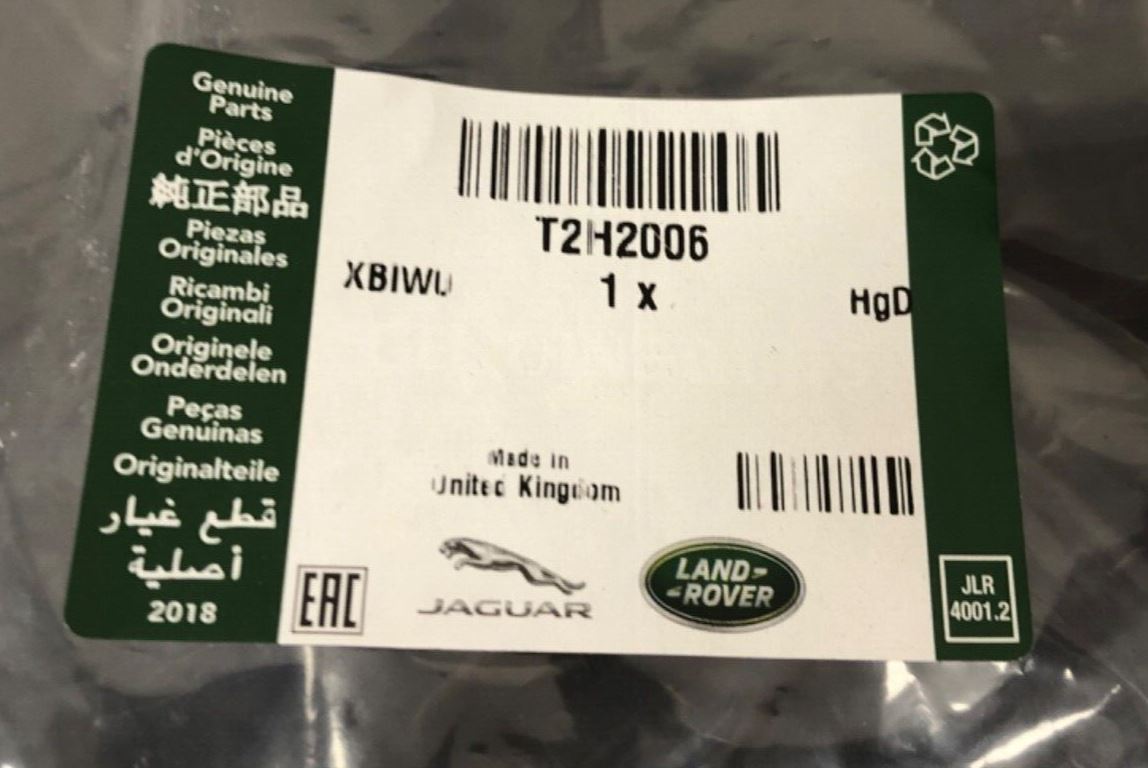 Genuine
Parts
Pièces
d'Origine
純正部品
Piezas
Originales
Ricambi
Originali
Originele
Onderdelen
Peças
Genuinas
Originalteile
قطع غيار
أصلية
2018
T2H2006
XBIWU
1 x
HgD
Made in
United Kingdom
EAC
JAGUAR
LAND-
-ROVER
JLR
4001.2